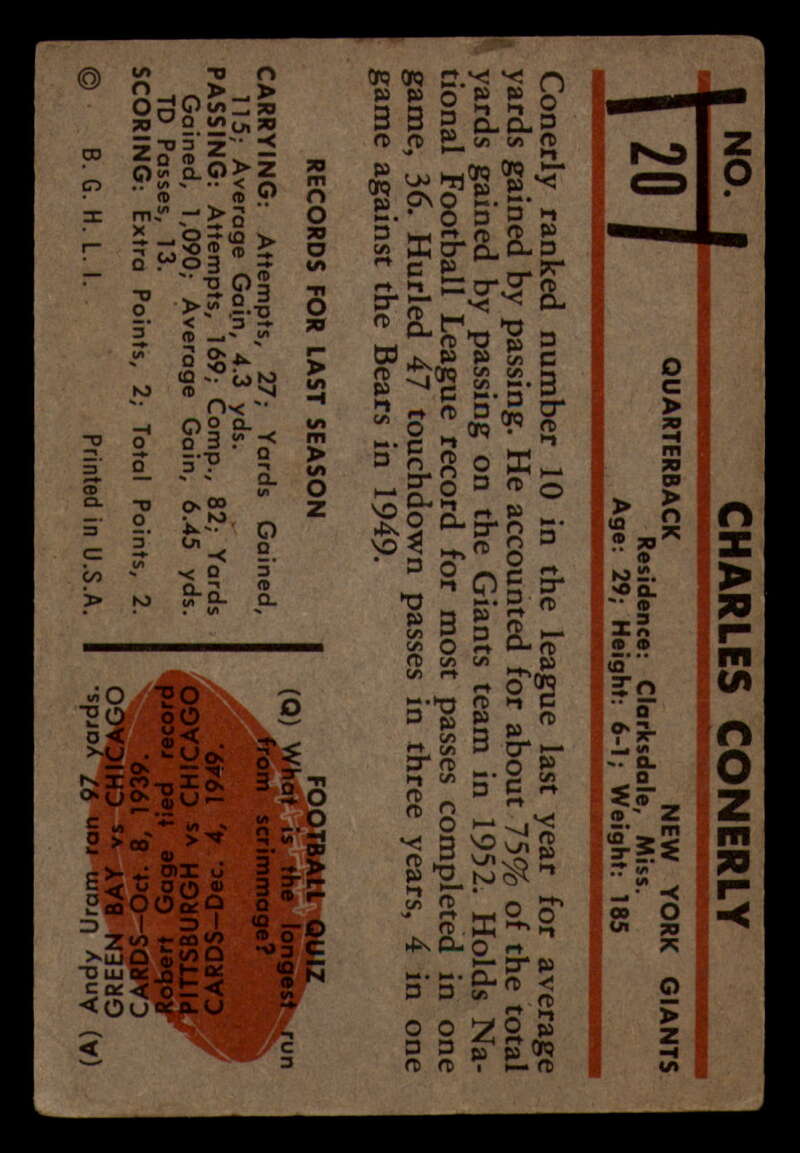 NO.
20
CHARLES CONERLY
QUARTERBACK NEW YORK GIANTS
Residence: Clarksdale, Miss.
Age: 29; Height: 6-1; Weight: 185
Conerly ranked number 10 in the league last year for average
yards gained by passing. He accounted for about 75% of the total
yards gained by passing on the Giants team in 1952. Holds Na-
tional Football League record for most passes completed in one
game, 36. Hurled 47 touchdown passes in three years, 4 in one
game against the Bears in 1949.
RECORDS FOR LAST SEASON
CARRYING: Attempts, 27; Yards Gained,
115; Average Gain, 4.3 yds.
PASSING: Attempts, 169; Comp., 82; Yards
Gained, 1,090; Average Gain, 6.45 yds.
TD Passes, 13.
SCORING: Extra Points, 2; Total Points, 2.
© B. G. H. L. I. Printed in U.S.A.
FOOTBALL QUIZ
(Q) What is the longest run
from scrimmage?
(A) Andy Uram ran 97 yards.
GREEN BAY vs CHICAGO
CARDS—Oct. 8, 1939.
Robert Gage tied record
PITTSBURGH vs CHICAGO
CARDS—Dec. 4, 1949.